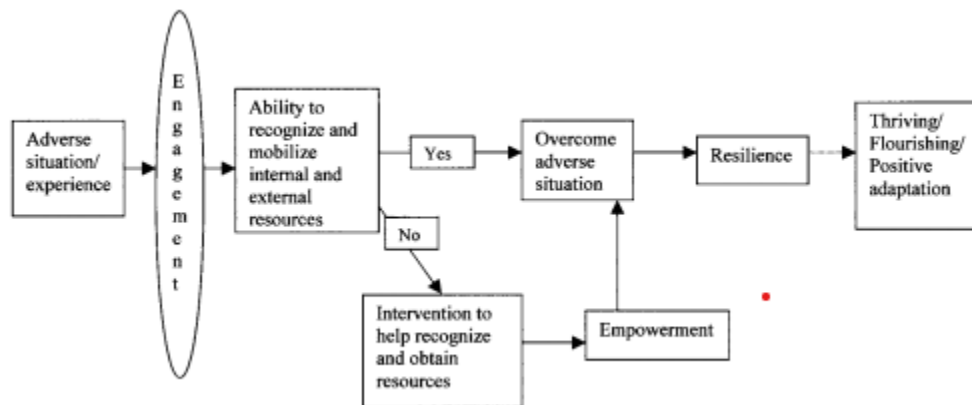 Adverse
situation/
experience
E
n
g
a
g
e
m
e
n
t
Ability to
recognize and
mobilize
internal and
external
resources
Yes
No
Overcome
adverse
situation
Resilience
Thriving/
Flourishing/
Positive
adaptation
Intervention to
help recognize
and obtain
resources
Empowerment